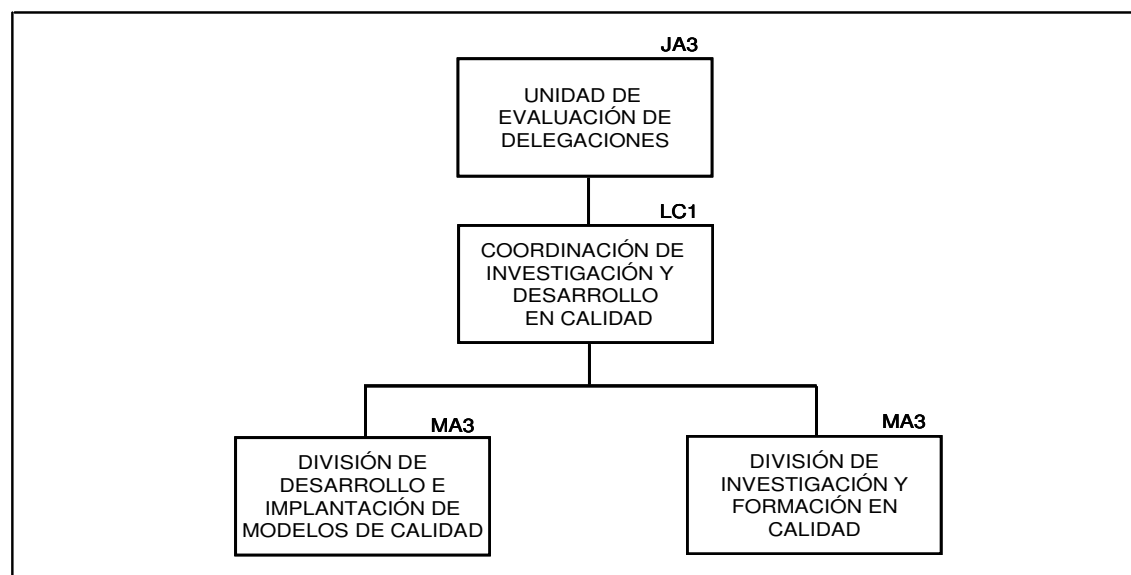 JA3
UNIDAD DE
EVALUACIÓN DE
DELEGACIONES
LC1
COORDINACIÓN DE
INVESTIGACIÓN Y
DESARROLLO
EN CALIDAD
MA3
DIVISIÓN DE
DESARROLLO E
IMPLANTACIÓN DE
MODELOS DE CALIDAD
MA3
DIVISIÓN DE
INVESTIGACIÓN Y
FORMACIÓN EN
CALIDAD